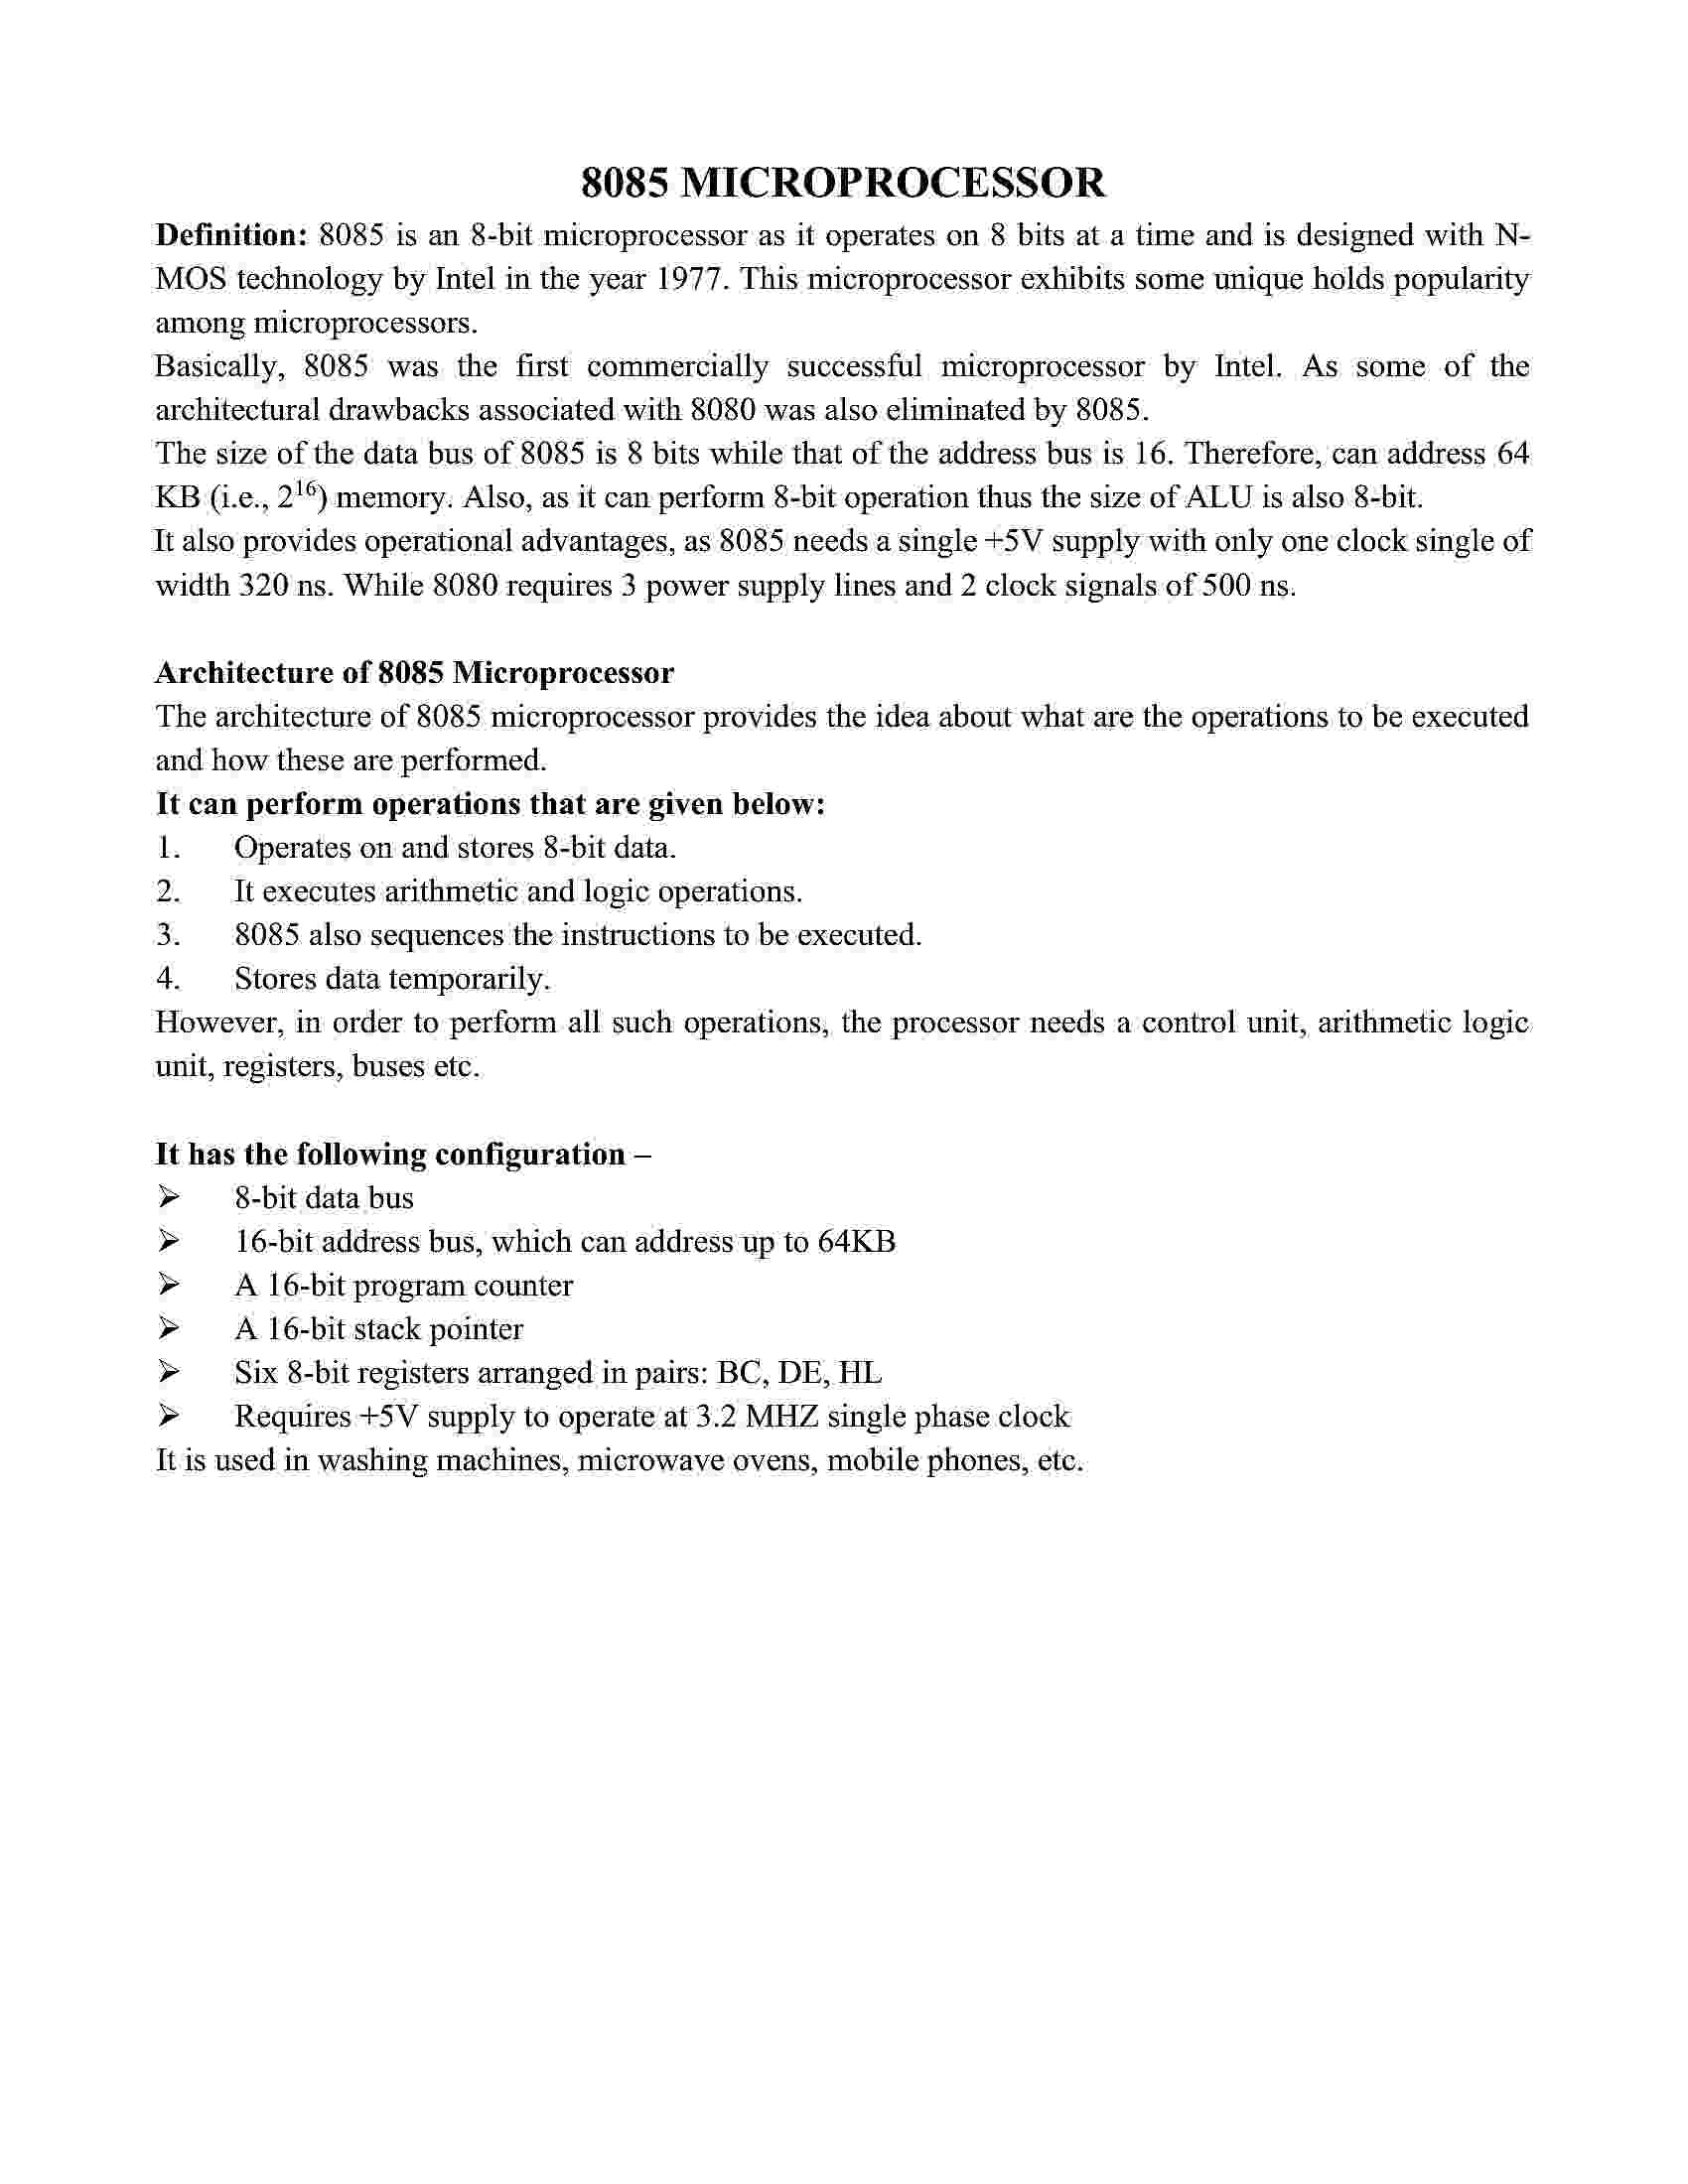 8085 MICROPROCESSOR
Definition: 8085 is an 8-bit microprocessor as it operates on 8 bits at a time and is designed with N-
MOS technology by Intel in the year 1977. This microprocessor exhibits some unique holds popularity
among microprocessors.
Basically, 8085 was the first commercially successful microprocessor by Intel. As some of the
architectural drawbacks associated with 8080 was also eliminated by 8085.
The size of the data bus of 8085 is 8 bits while that of the address bus is 16. Therefore, can address 64
KB (i.e., 2¹⁶) memory. Also, as it can perform 8-bit operation thus the size of ALU is also 8-bit.
It also provides operational advantages, as 8085 needs a single +5V supply with only one clock single of
width 320 ns. While 8080 requires 3 power supply lines and 2 clock signals of 500 ns.
Architecture of 8085 Microprocessor
The architecture of 8085 microprocessor provides the idea about what are the operations to be executed
and how these are performed.
It can perform operations that are given below:
1. Operates on and stores 8-bit data.
2. It executes arithmetic and logic operations.
3. 8085 also sequences the instructions to be executed.
4. Stores data temporarily.
However, in order to perform all such operations, the processor needs a control unit, arithmetic logic
unit, registers, buses etc.
It has the following configuration –
➢ 8-bit data bus
➢ 16-bit address bus, which can address up to 64KB
➢ A 16-bit program counter
➢ A 16-bit stack pointer
➢ Six 8-bit registers arranged in pairs: BC, DE, HL
➢ Requires +5V supply to operate at 3.2 MHZ single phase clock
It is used in washing machines, microwave ovens, mobile phones, etc.